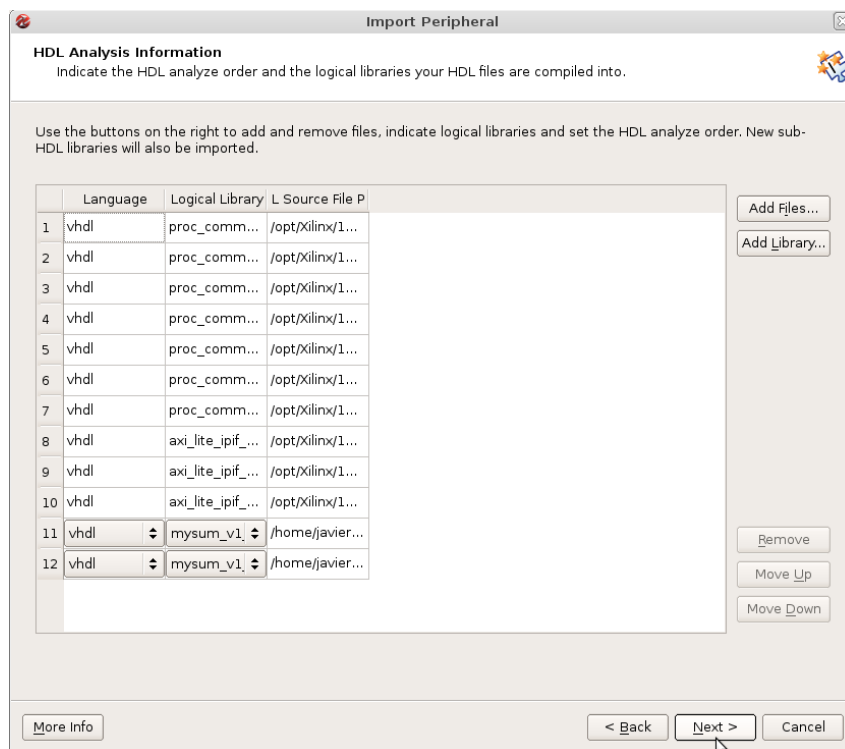 Import Peripheral
HDL Analysis Information
Indicate the HDL analyze order and the logical libraries your HDL files are compiled into.
Use the buttons on the right to add and remove files, indicate logical libraries and set the HDL analyze order. New sub-
HDL libraries will also be imported.
Language Logical Library L Source File P
1 vhdl proc_comm... /opt/Xilinx/1...
2 vhdl proc_comm... /opt/Xilinx/1...
3 vhdl proc_comm... /opt/Xilinx/1...
4 vhdl proc_comm... /opt/Xilinx/1...
5 vhdl proc_comm... /opt/Xilinx/1...
6 vhdl proc_comm... /opt/Xilinx/1...
7 vhdl proc_comm... /opt/Xilinx/1...
8 vhdl axi_lite_ipif_... /opt/Xilinx/1...
9 vhdl axi_lite_ipif_... /opt/Xilinx/1...
10 vhdl axi_lite_ipif_... /opt/Xilinx/1...
11 vhdl mysum_v1_ /home/javier...
12 vhdl mysum_v1_ /home/javier...
Add Files...
Add Library...
Remove
Move Up
Move Down
More Info
< Back
Next >
Cancel